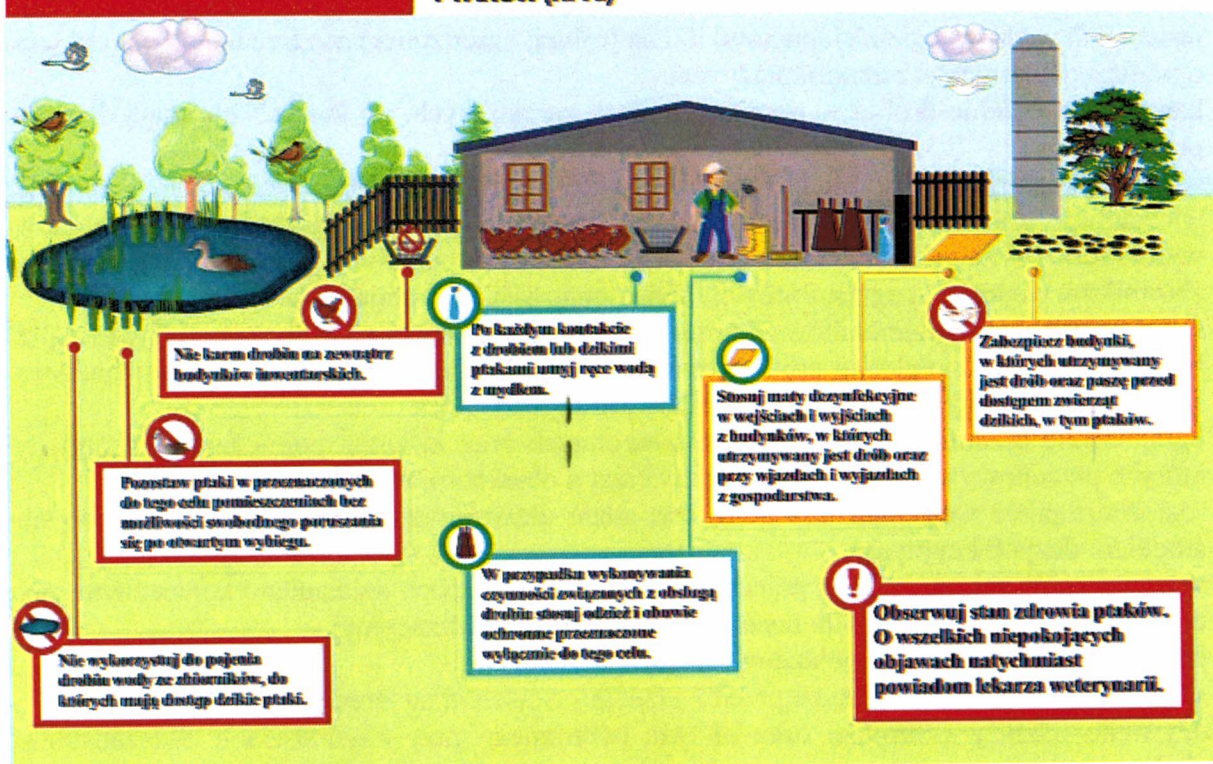 Nie karm drobiu na zewnątrz
budynków inwentarskich.
Po każdym kontakcie
z drobiem lub dzikimi
ptakami umyj ręce wodą
z mydłem.
Zabezpiecz budynki,
w których utrzymywany
jest drób oraz paszę przed
dostępem zwierząt
dzikich, w tym ptaków.
Stosuj maty dezynfekcyjne
w wejściach i wyjściach
z budynków, w których
utrzymywany jest drób oraz
przy wjazdach i wyjazdach
z gospodarstwa.
Pozostaw ptaki w przeznaczonych
do tego celu pomieszczeniach bez
możliwości swobodnego poruszania
się po otwartym wybiegu.
W przypadku wykonywania
czynności związanych z obsługą
drobiu stosuj odzież i obuwie
ochronne przeznaczone
wyłącznie do tego celu.
Obserwuj stan zdrowia ptaków.
O wszelkich niepokojących
objawach natychmiast
powiadom lekarza weterynarii.
Nie wykorzystuj do pojenia
drobiu wody ze zbiorników, do
których mają dostęp dzikie ptaki.